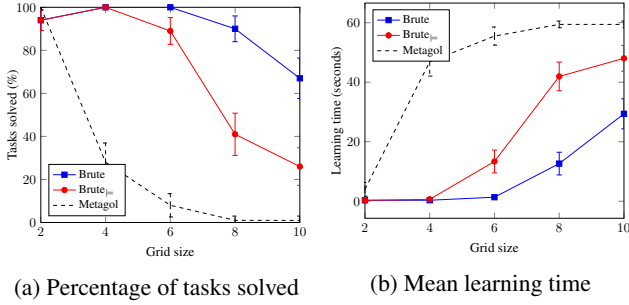 100
80
60
40
20
0
Tasks solved (%)
Brute
Brute|=
Metagol
2 4 6 8 10
Grid size
(a) Percentage of tasks solved
60
40
20
0
Learning time (seconds)
Brute
Brute|=
Metagol
2 4 6 8 10
Grid size
(b) Mean learning time